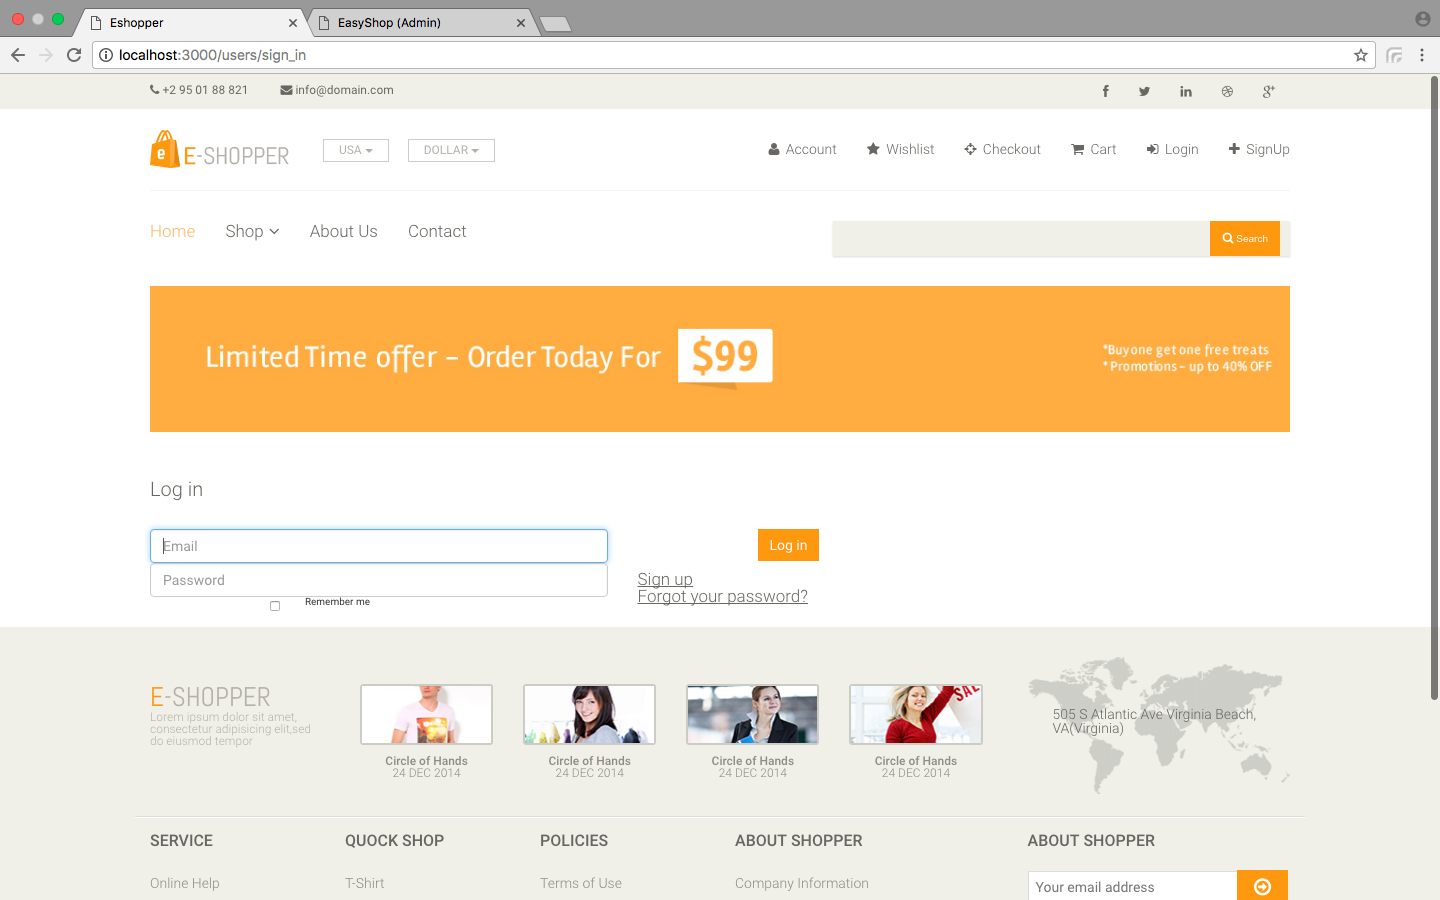 Eshopper
EasyShop (Admin)
localhost:3000/users/sign_in
+2 95 01 88 821
info@domain.com
e
E-SHOPPER
USA
DOLLAR
Account
Wishlist
Checkout
Cart
Login
SignUp
Home
Shop
About Us
Contact
Search
Limited Time offer – Order Today For $99
*Buy one get one free treats
* Promotions – up to 40% OFF
Log in
Email
Log in
Password
Sign up
Forgot your password?
Remember me
E-SHOPPER
Lorem ipsum dolor sit amet,
consectetur adipisicing elit,sed
do eiusmod tempor
SALE
Circle of Hands
24 DEC 2014
Circle of Hands
24 DEC 2014
Circle of Hands
24 DEC 2014
Circle of Hands
24 DEC 2014
505 S Atlantic Ave Virginia Beach,
VA(Virginia)
SERVICE
QUOCK SHOP
POLICIES
ABOUT SHOPPER
ABOUT SHOPPER
Online Help
T-Shirt
Terms of Use
Company Information
Your email address